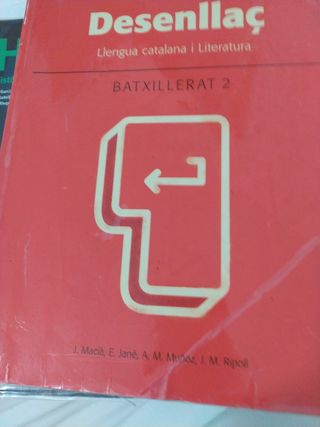 Desenllaç
Llengua catalana i Literatura
BATXILLERAT 2
J. Macià, E. Jané, A. M. Muñoz, J. M. Ripoll
H